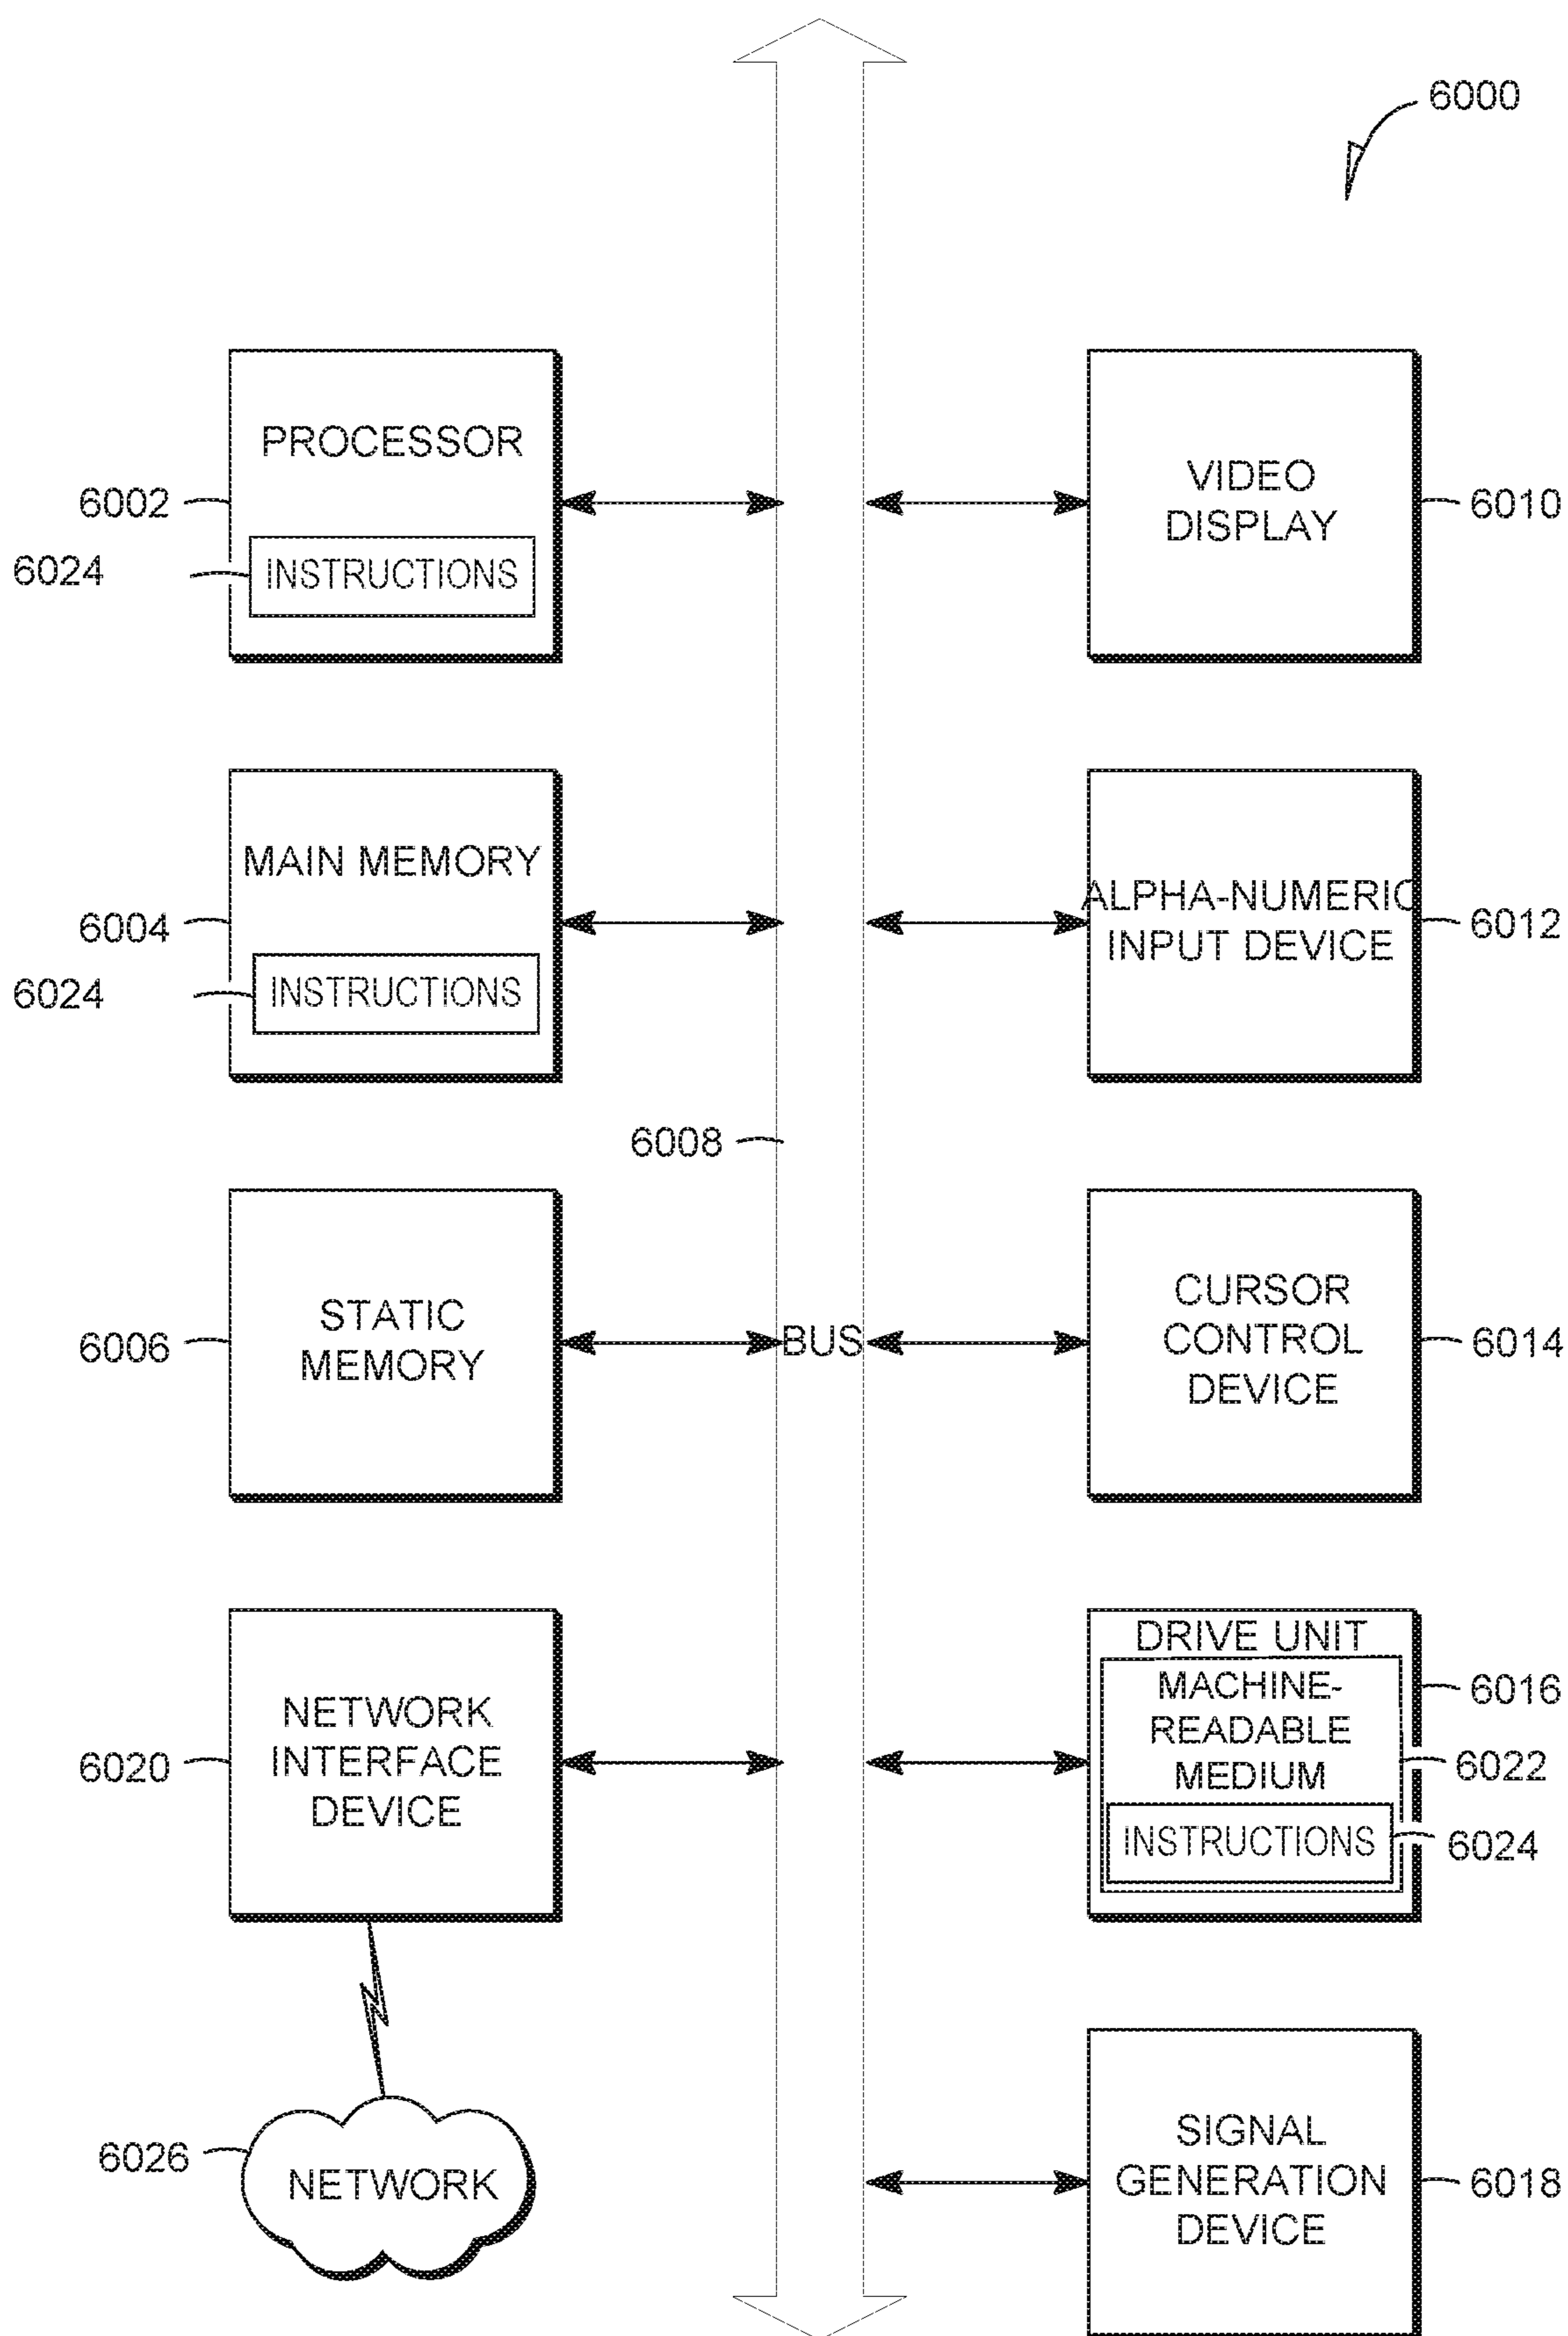 6000
PROCESSOR
6002
6024
INSTRUCTIONS
VIDEO
DISPLAY
6010
MAIN MEMORY
6004
6024
INSTRUCTIONS
ALPHA-NUMERIC
INPUT DEVICE
6012
6008
STATIC
MEMORY
6006
BUS
CURSOR
CONTROL
DEVICE
6014
NETWORK
INTERFACE
DEVICE
6020
DRIVE UNIT
MACHINE-
READABLE
MEDIUM
INSTRUCTIONS
6016
6022
6024
6026
NETWORK
SIGNAL
GENERATION
DEVICE
6018